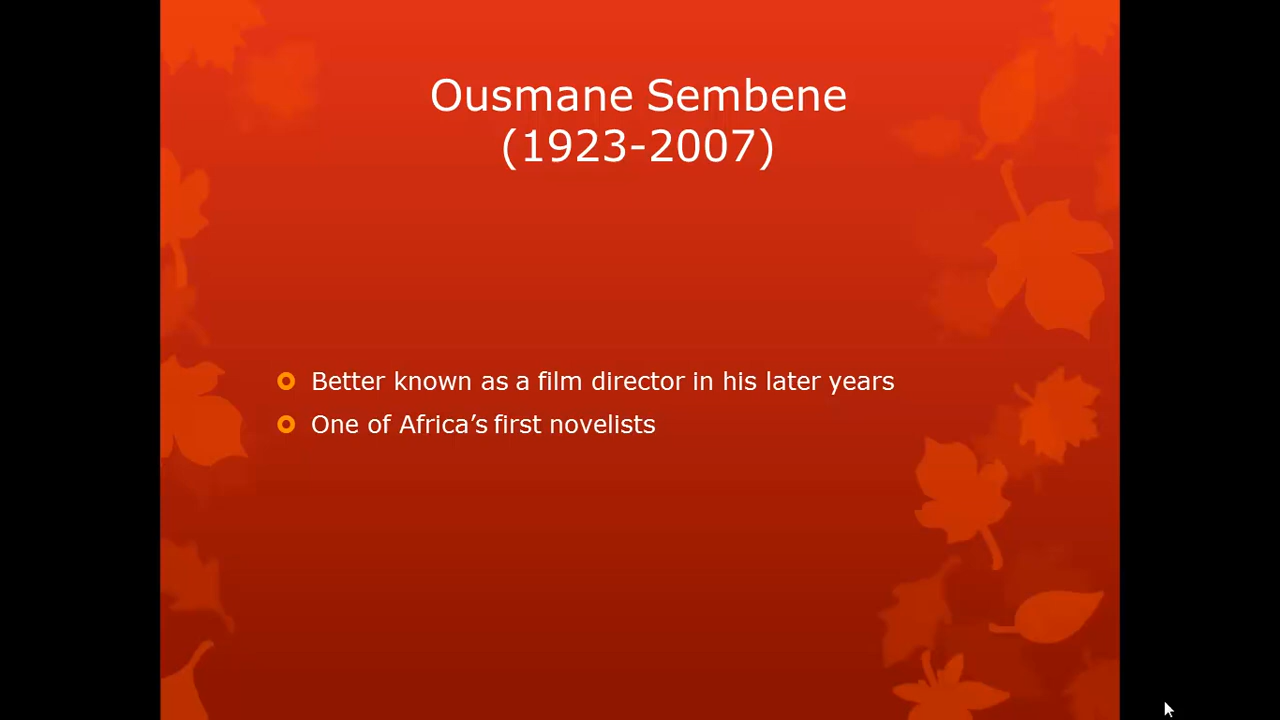 Ousmane Sembene
(1923-2007)
Better known as a film director in his later years
One of Africa’s first novelists